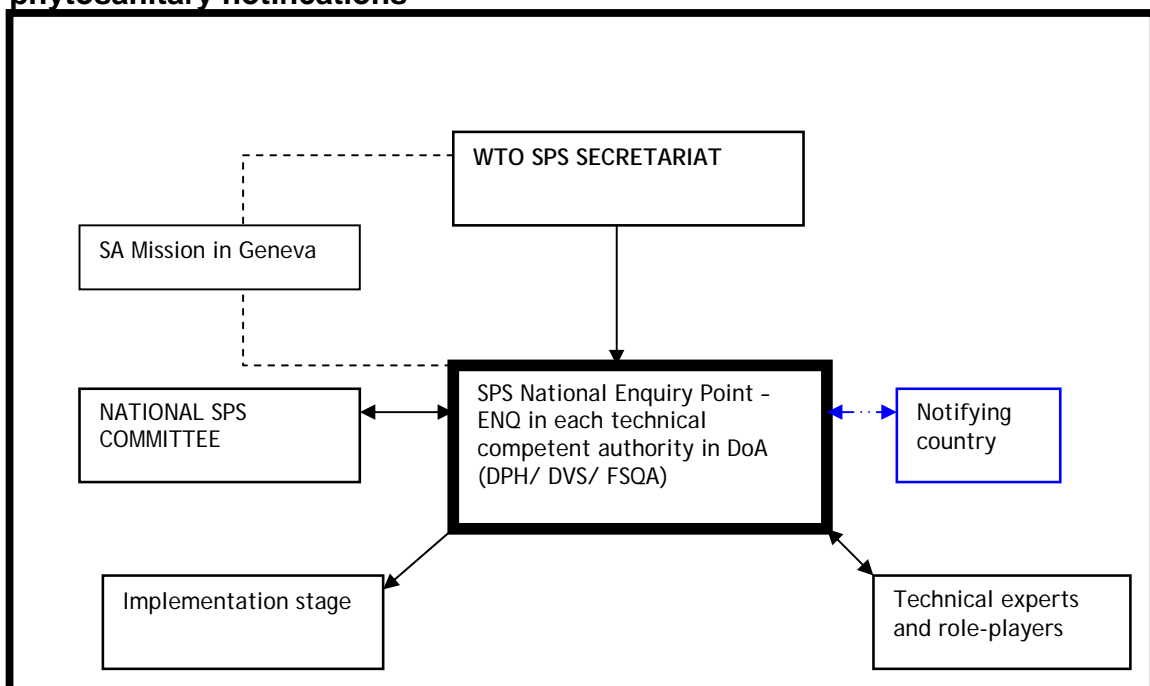 phytosanitary notifications
WTO SPS SECRETARIAT
SA Mission in Geneva
NATIONAL SPS
COMMITTEE
SPS National Enquiry Point –
ENQ in each technical
competent authority in DoA
(DPH/ DVS/ FSQA)
Notifying
country
Implementation stage
Technical experts
and role-players